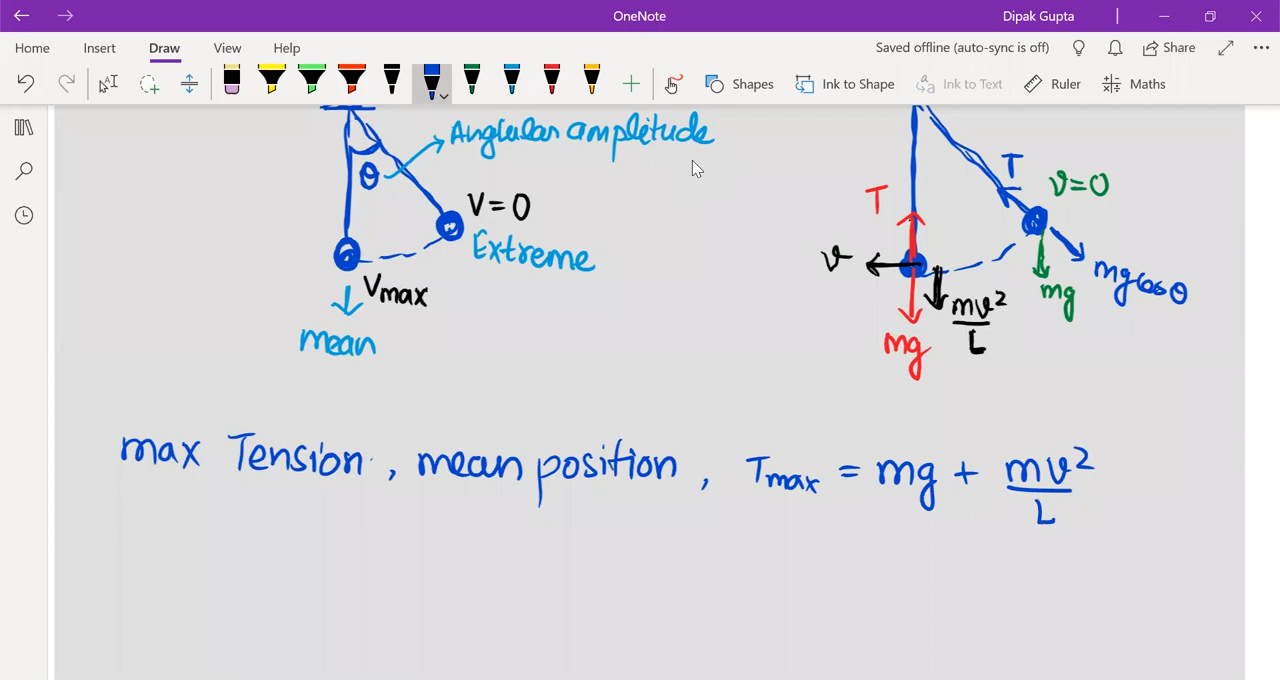 OneNote
Dipak Gupta
Home Insert Draw View Help
Saved offline (auto-sync is off)
Share
Shapes
Ink to Shape
Ink to Text
Ruler
Maths
Angular amplitude
θ
V=0
Extreme
Vmax
mean
T
v=0
T
v
mg cosθ
mg
mv²/L
mg
max Tension, mean position, Tmax = mg + mv²/L